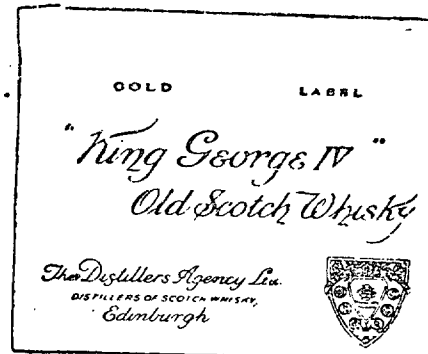 GOLD LABEL
"King George IV"
Old Scotch Whisky
The Distillers Agency Ltd.
DISTILLERS OF SCOTCH WHISKY,
Edinburgh